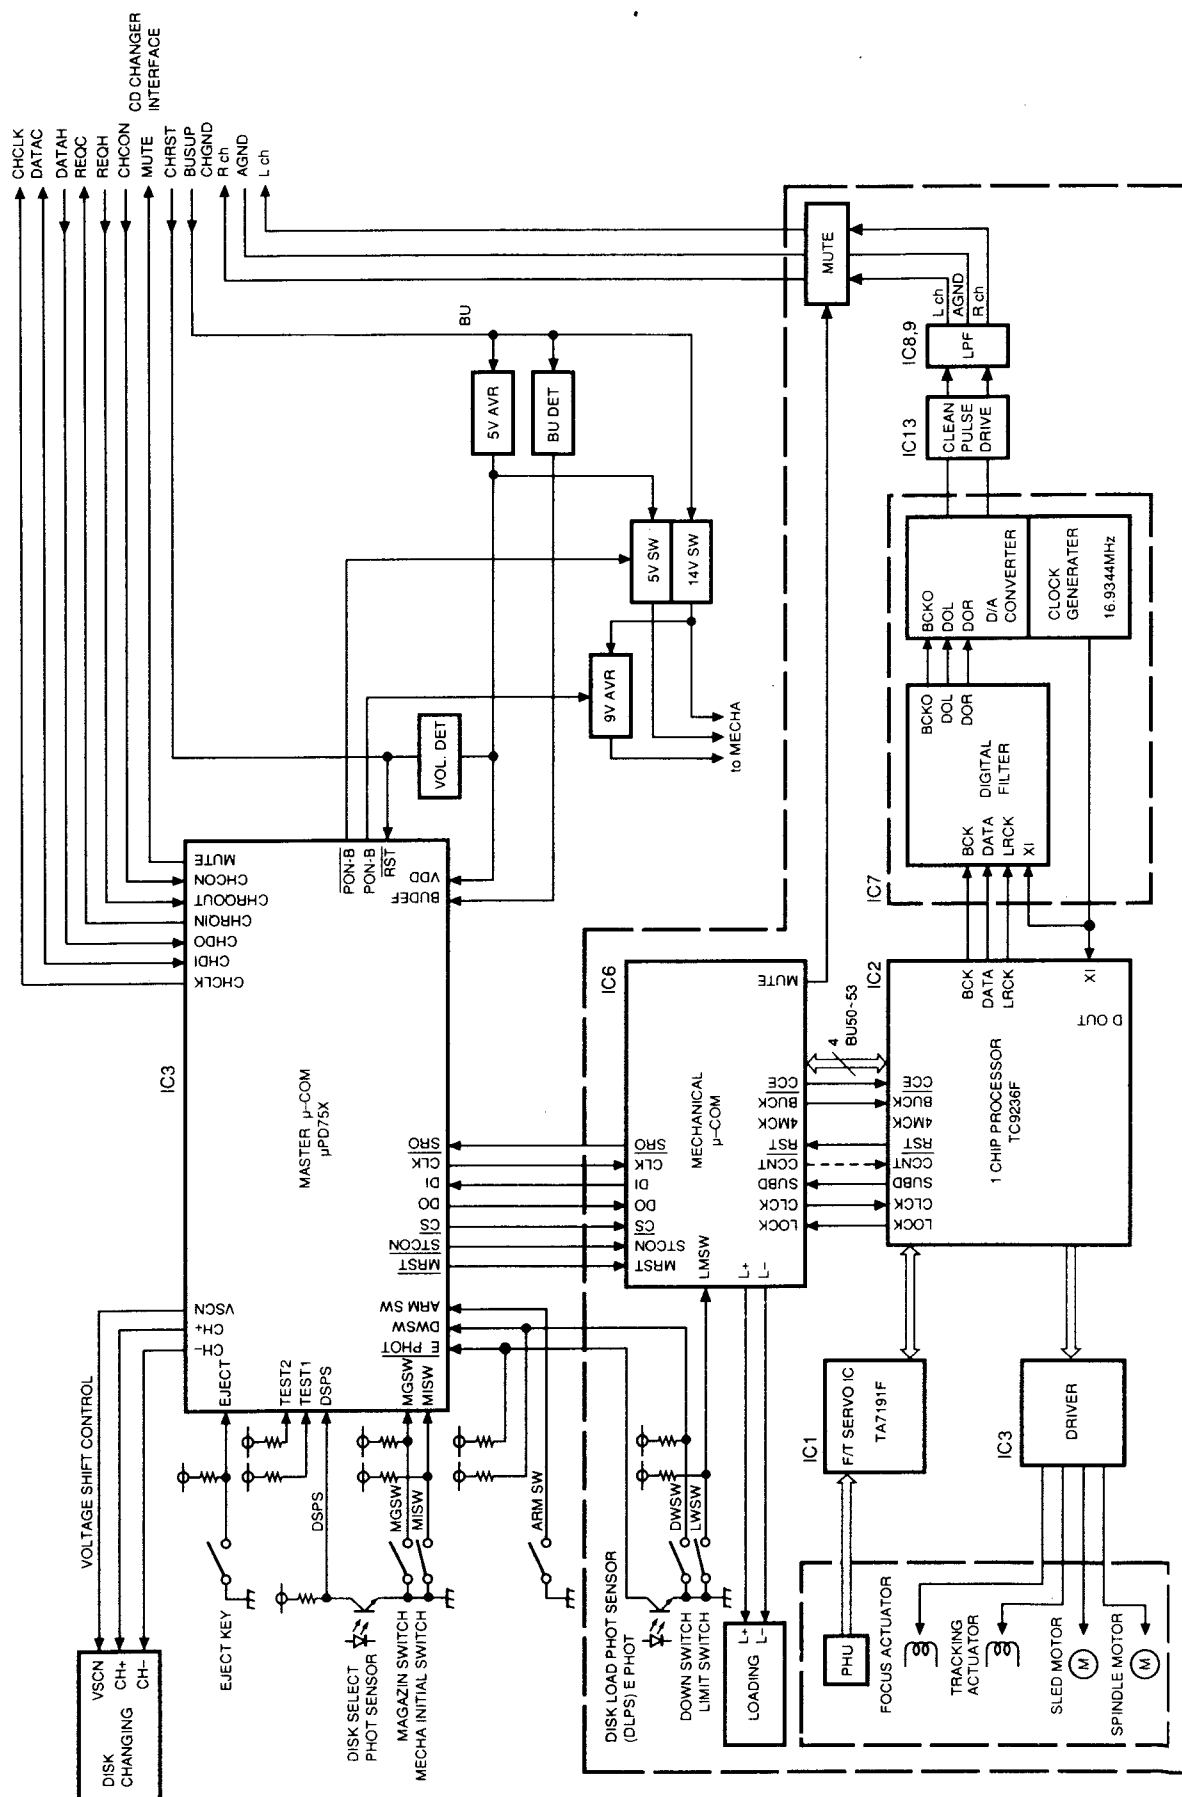 CHCLK
DATAC
DATAH
REQC
REQH
CHCON
CD CHANGER
INTERFACE
MUTE
CHRST
BUSUP
CHGND
R ch
AGND
L ch
VOLTAGE SHIFT CONTROL
DISK
CHANGING
VSCN
CH+
CH−
EJECT KEY
DISK SELECT
PHOT SENSOR
DSPS
MAGAZIN SWITCH
MECHA INITIAL SWITCH
MGSW
MISW
ARM SW
IC3
MASTER μ-COM
μPD75X
CH−
CH+
VSCN
CHCLK
CHDI
CHDO
CHRQIN
CHRQOUT
CHCON
MUTE
EJECT
TEST2
TEST1
DSPS
MGSW
MISW
E PHOT
DWSW
ARM SW
MRST
STCON
CS
DO
DI
CLK
SRO
BUDEF
VDD
RST
PON-B
PON-B
VOL. DET
5V AVR
BU DET
BU
5V SW
14V SW
9V AVR
to MECHA
DISK LOAD PHOT SENSOR
(DLPS) E PHOT
DOWN SWITCH
LIMIT SWITCH
DWSW
LWSW
LOADING
L+
L−
IC6
MECHANICAL
μ-COM
MRST
STCON
CS
DO
DI
CLK
SRO
LMSW
L+
L−
LOCK
CLCK
SUBD
CCNT
RST
4MCK
BUCK
CCE
MUTE
4
BU50~53
MUTE
IC2
1 CHIP PROCESSOR
TC9236F
LOCK
CLCK
SUBD
CCNT
RST
4MCK
BUCK
CCE
BCK
DATA
LRCK
XI
D OUT
IC7
BCK
DATA
LRCK
XI
DIGITAL
FILTER
BCKO
DOL
DOR
BCKO
DOL
DOR
D/A
CONVERTER
CLOCK
GENERATER
16.9344MHz
IC13
CLEAN
PULSE
DRIVE
IC8,9
LPF
L ch
AGND
R ch
IC1
F/T SERVO IC
TA7191F
IC3
DRIVER
PHU
FOCUS ACTUATOR
TRACKING
ACTUATOR
SLED MOTOR
M
SPINDLE MOTOR
M